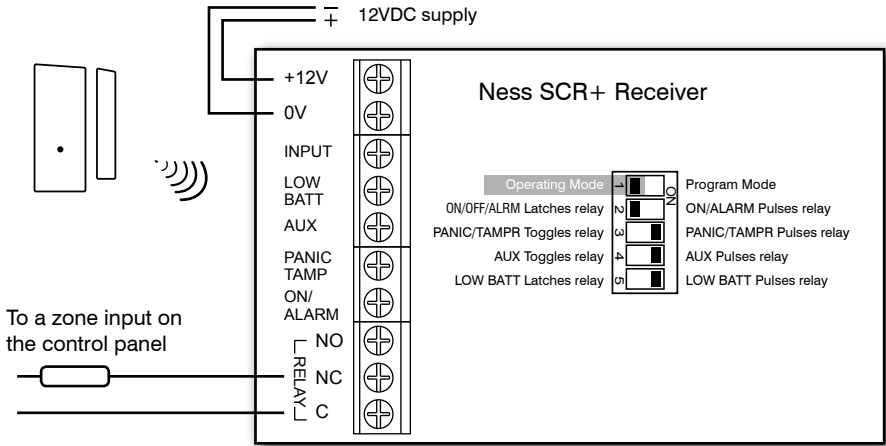 12VDC supply
+12V
0V
INPUT
LOW
BATT
AUX
PANIC
TAMP
ON/
ALARM
NO
RELAY
NC
C
To a zone input on
the control panel
Ness SCR+ Receiver
ON
Operating Mode 1 Program Mode
ON/OFF/ALRM Latches relay 2 ON/ALARM Pulses relay
PANIC/TAMPR Toggles relay 3 PANIC/TAMPR Pulses relay
AUX Toggles relay 4 AUX Pulses relay
LOW BATT Latches relay 5 LOW BATT Pulses relay